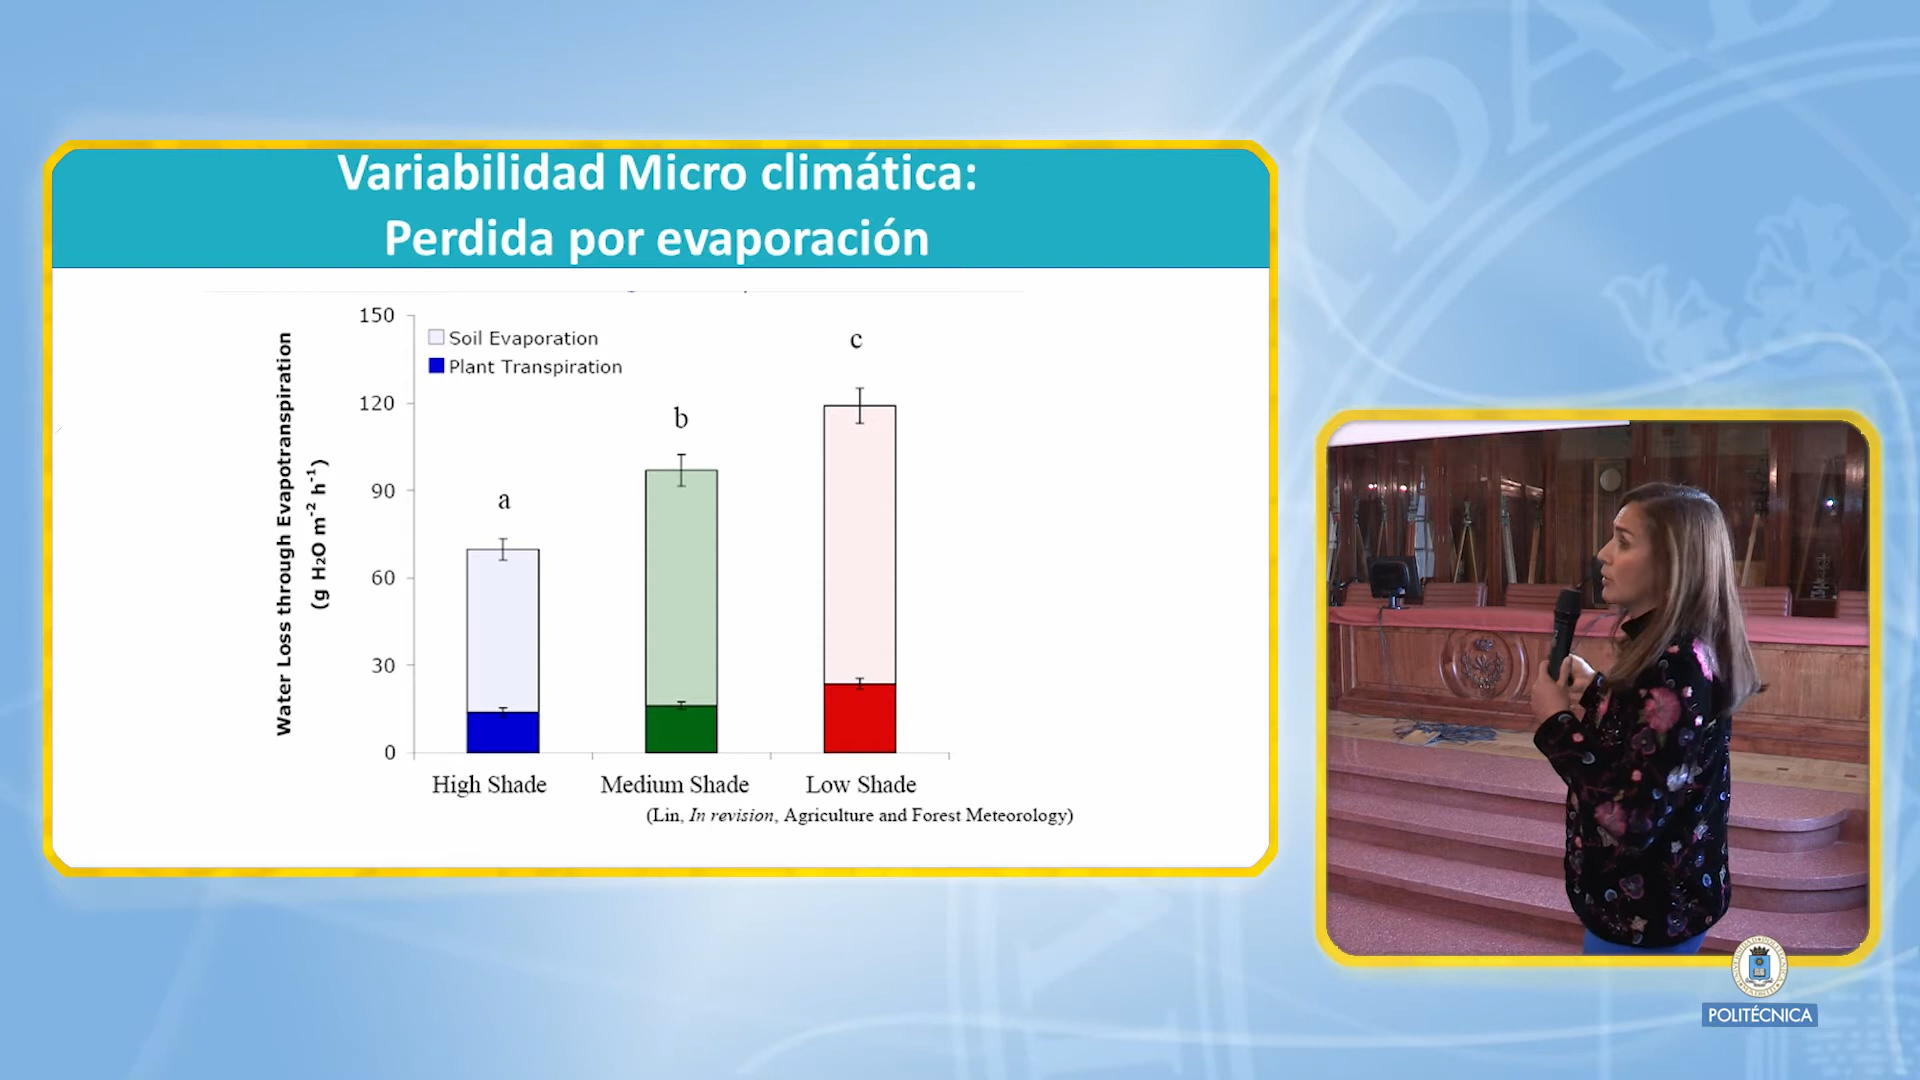 Variabilidad Micro climática:
Perdida por evaporación
Water Loss through Evapotranspiration
(g H2O m-2 h-1)
150
120
90
60
30
0
Soil Evaporation
Plant Transpiration
a
b
c
High Shade
Medium Shade
Low Shade
(Lin, In revision, Agriculture and Forest Meteorology)
POLITÉCNICA